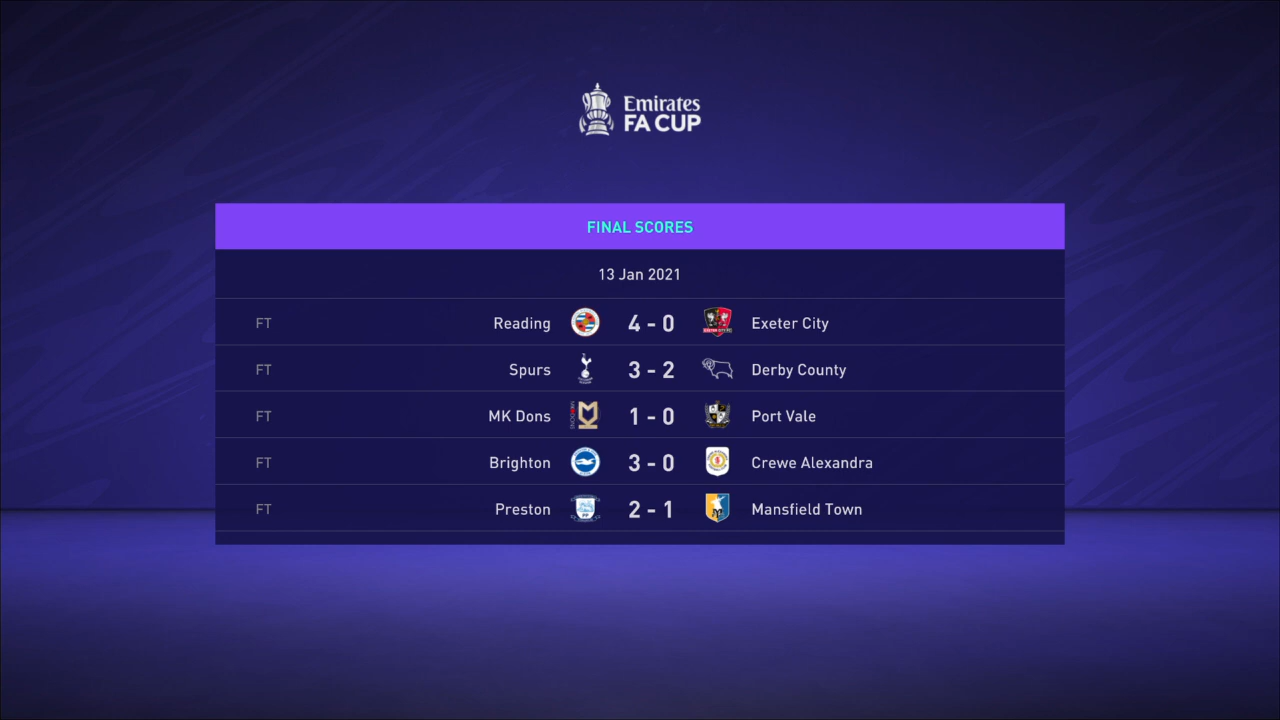 Emirates
FA CUP
FINAL SCORES
13 Jan 2021
FT Reading 4 - 0 Exeter City
FT Spurs 3 - 2 Derby County
FT MK Dons 1 - 0 Port Vale
FT Brighton 3 - 0 Crewe Alexandra
FT Preston 2 - 1 Mansfield Town